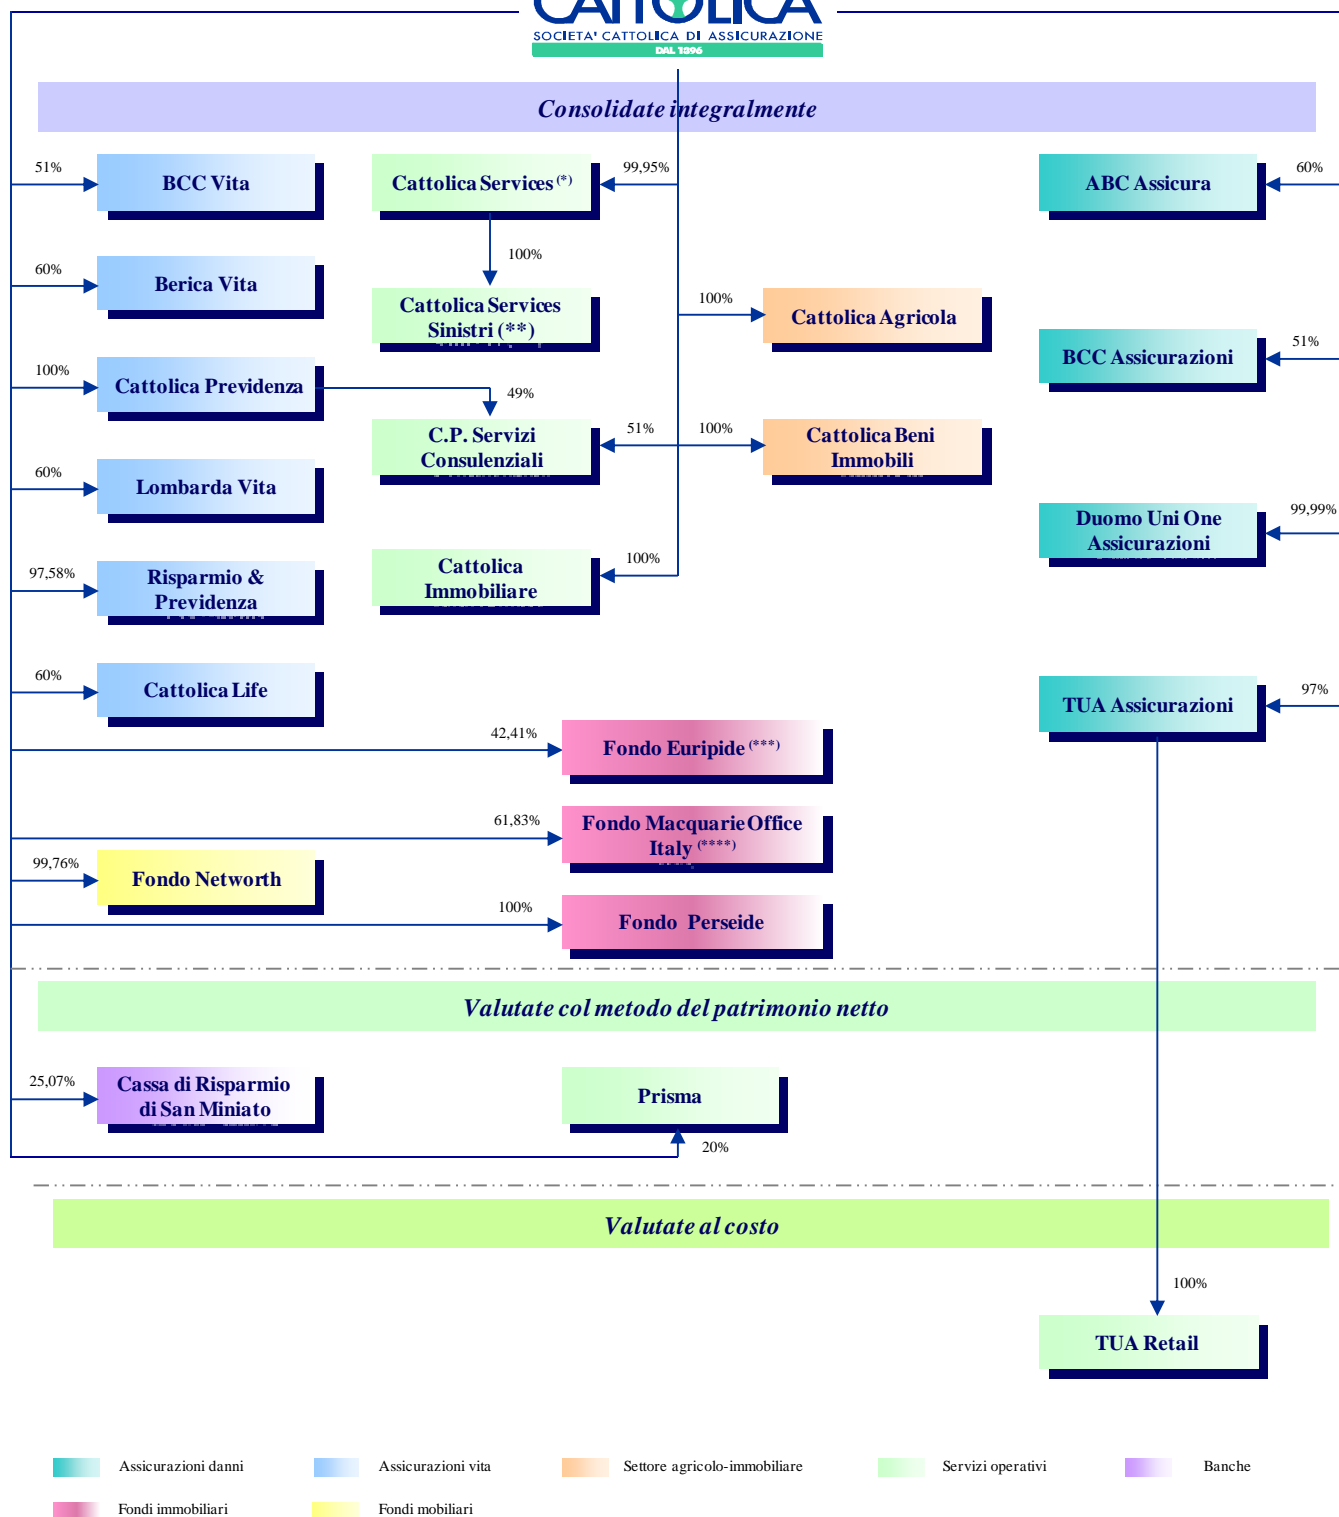 CATTOLICA
SOCIETA' CATTOLICA DI ASSICURAZIONE
DAL 1896
Consolidate integralmente
51%
BCC Vita
Cattolica Services (*)
99,95%
ABC Assicura
60%
100%
60%
Berica Vita
Cattolica Services
Sinistri (**)
100%
Cattolica Agricola
BCC Assicurazioni
51%
100%
Cattolica Previdenza
49%
C.P. Servizi
Consulenziali
51%
100%
Cattolica Beni
Immobili
60%
Lombarda Vita
Duomo Uni One
Assicurazioni
99,99%
97,58%
Risparmio &
Previdenza
Cattolica
Immobiliare
100%
60%
Cattolica Life
TUA Assicurazioni
97%
42,41%
Fondo Euripide (***)
61,83%
Fondo Macquarie Office
Italy (****)
99,76%
Fondo Networth
100%
Fondo Perseide
Valutate col metodo del patrimonio netto
25,07%
Cassa di Risparmio
di San Miniato
Prisma
20%
Valutate al costo
100%
TUA Retail
Assicurazioni danni
Assicurazioni vita
Settore agricolo-immobiliare
Servizi operativi
Banche
Fondi immobiliari
Fondi mobiliari